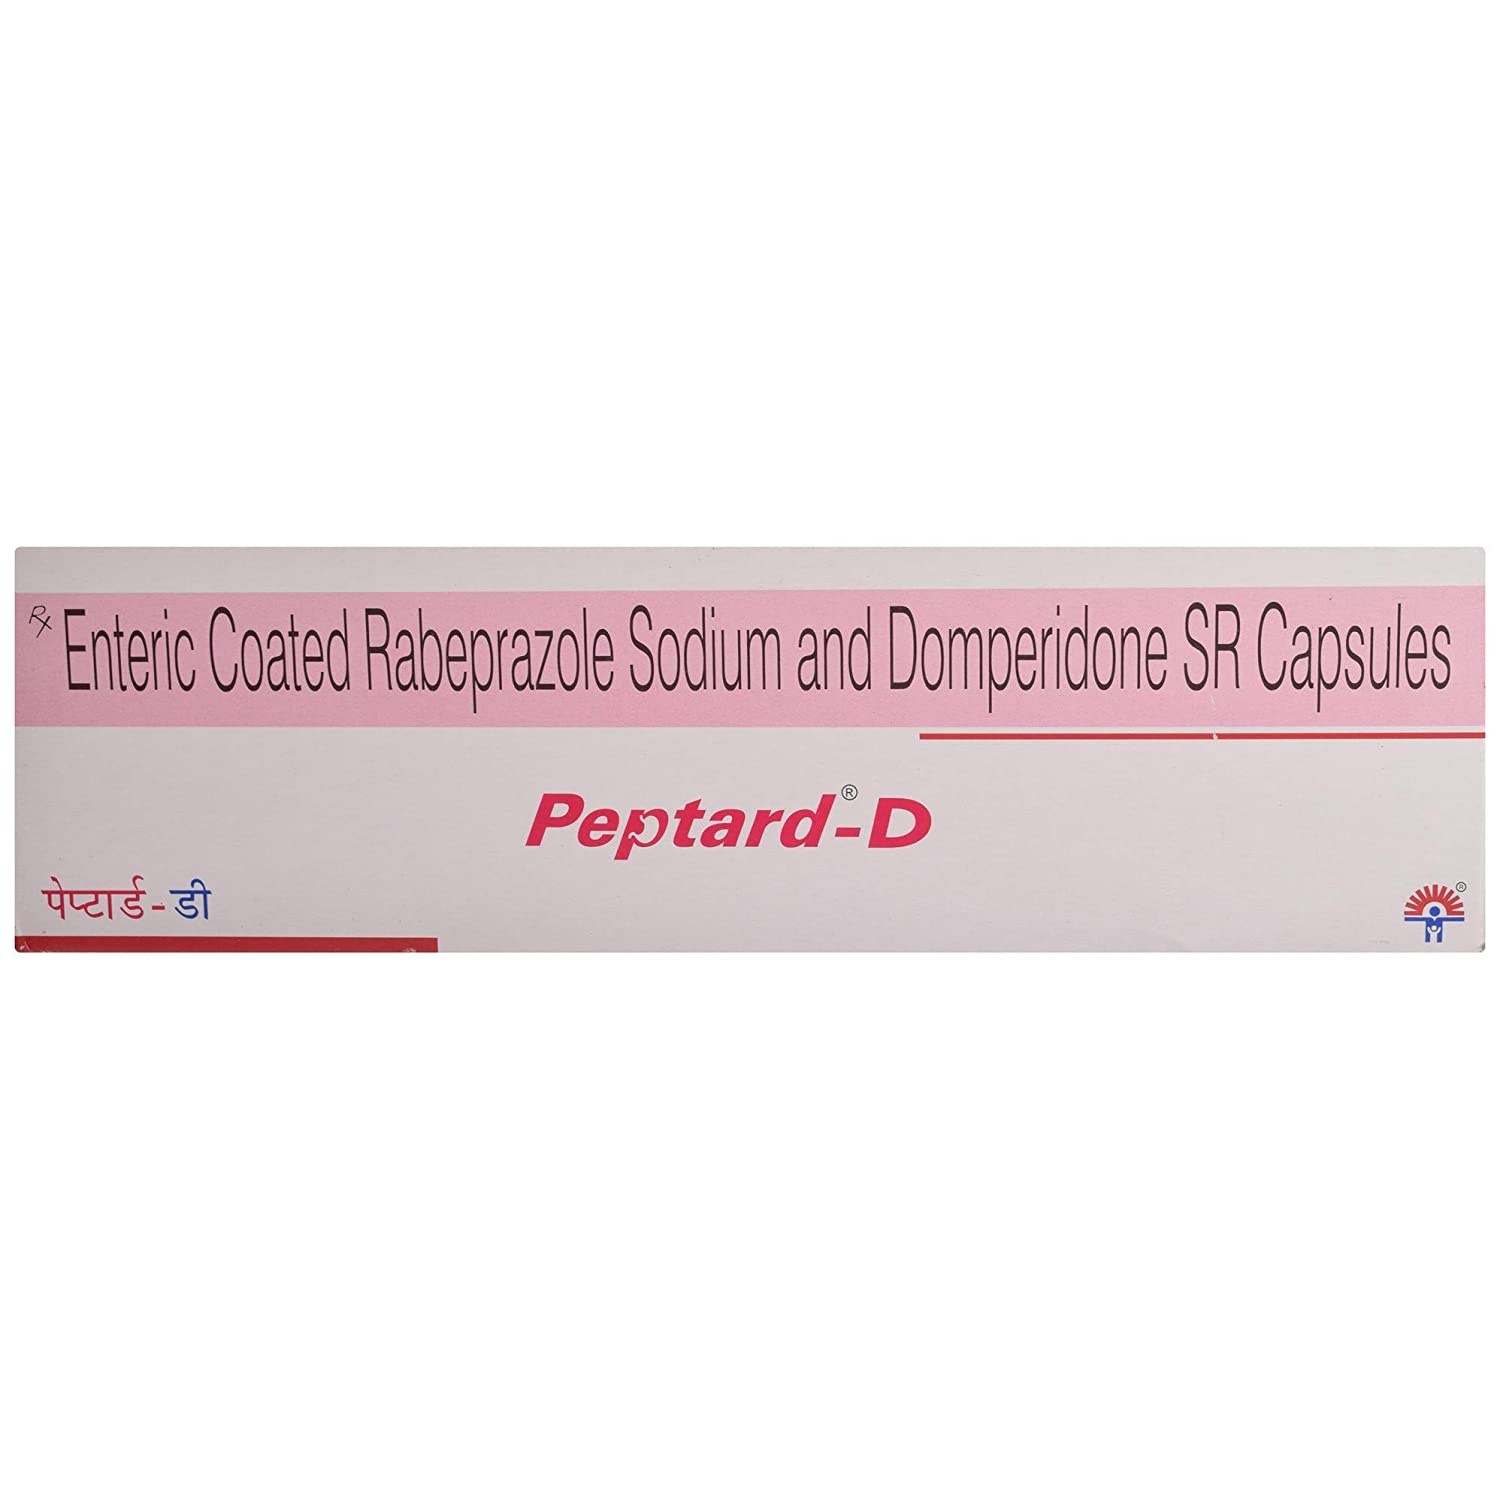 Rx Enteric Coated Rabeprazole Sodium and Domperidone SR Capsules
Peptard®-D
पेप्टार्ड-डी
®